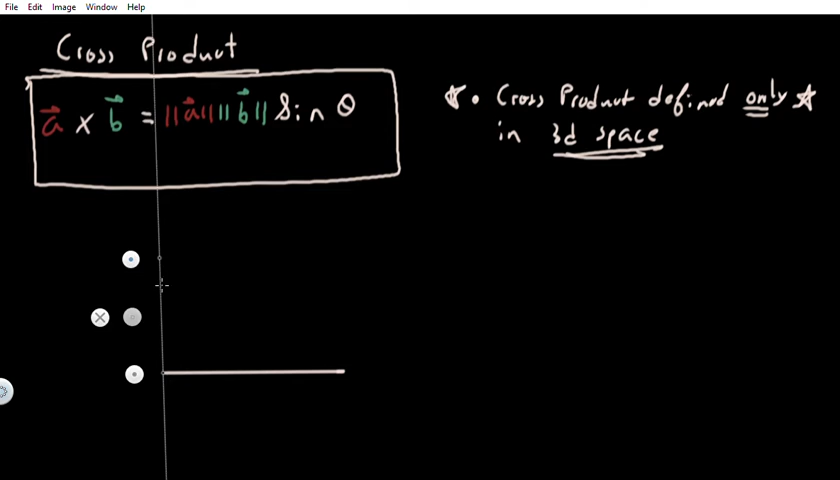 File Edit Image Window Help
Cross Product
a⃗ x b⃗ = ||a⃗|| ||b⃗|| Sin θ
• Cross Product defined only
in 3d space